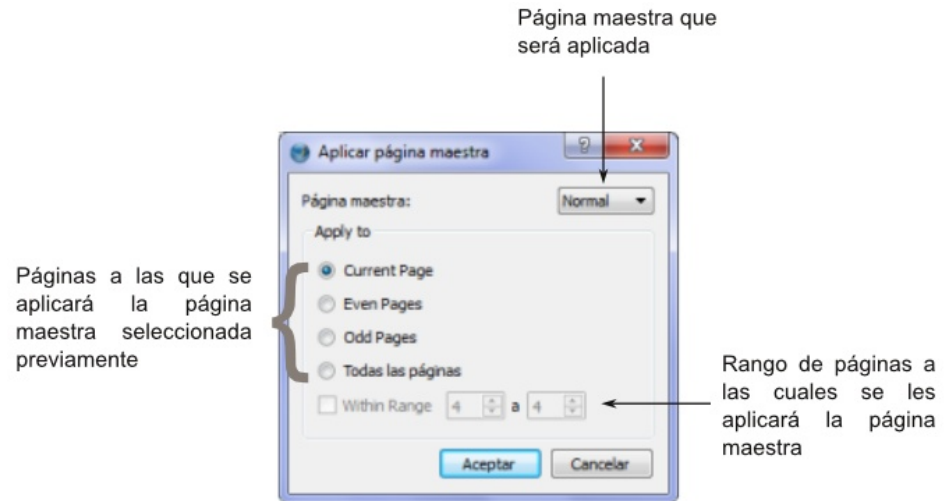 Página maestra que
será aplicada
Aplicar página maestra
Página maestra:
Normal
Apply to
Current Page
Even Pages
Odd Pages
Todas las páginas
Within Range 4 a 4
Aceptar Cancelar
Páginas a las que se
aplicará la página
maestra seleccionada
previamente
Rango de páginas a
las cuales se les
aplicará la página
maestra